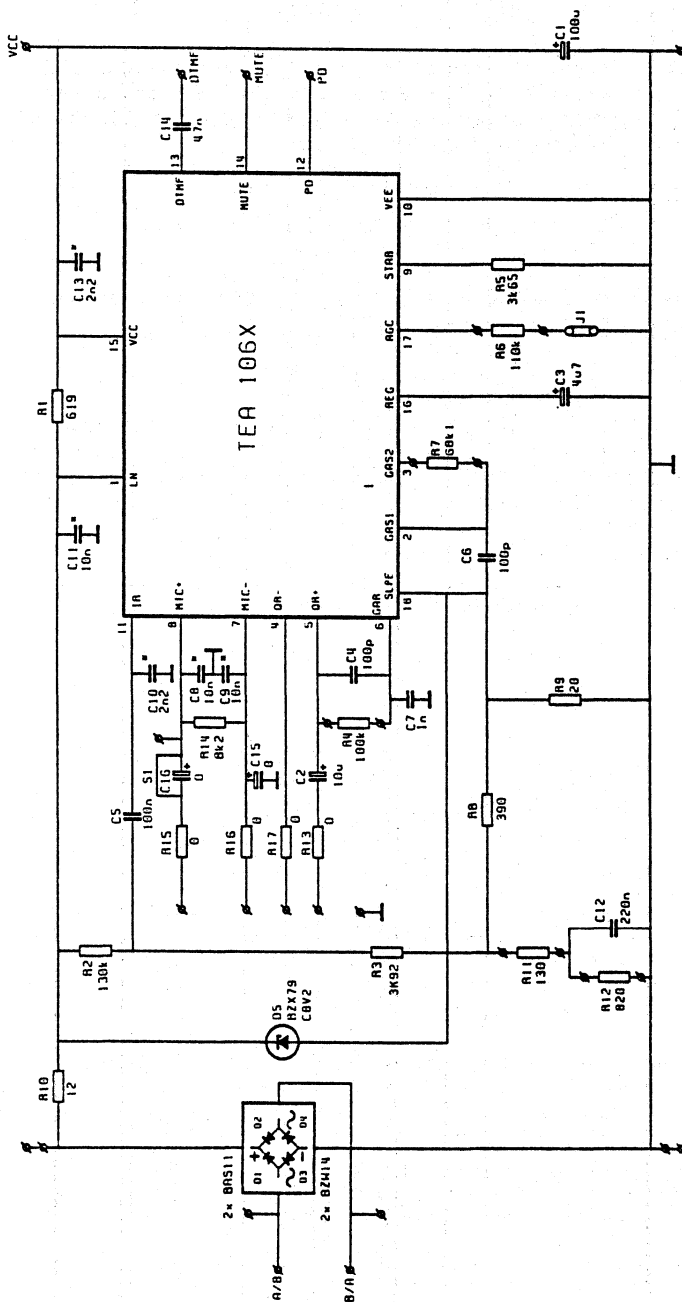 VCC
C1
100u
DTMF
MUTE
PD
C14
47n
13
14
12
DTMF
MUTE
PD
VEE
10
C13
2n2
15
VCC
STAB
9
R5
3k65
AGC
17
R6
110k
J1
R1
619
TEA 106X
REG
16
C3
4u7
1
LN
1
GAS2
3
R7
68k1
GAS1
2
C6
100p
C11
10n
IR
MIC+
MIC-
QR-
QR+
GAR
SLPE
11
8
7
4
5
6
18
C10
2n2
C8
10n
C9
10n
C4
100p
C7
1n
R9
20
R14
8k2
R4
100k
S1
C16
0
C15
0
C2
10u
C5
100n
R15
0
R16
0
R17
0
R13
0
R8
390
R2
130k
R3
3K92
R11
130
C12
220n
R12
820
D5
BZX79
C8V2
R10
12
D1
D2
D3
D4
2x BAS11
2x BZW14
A/B
B/A